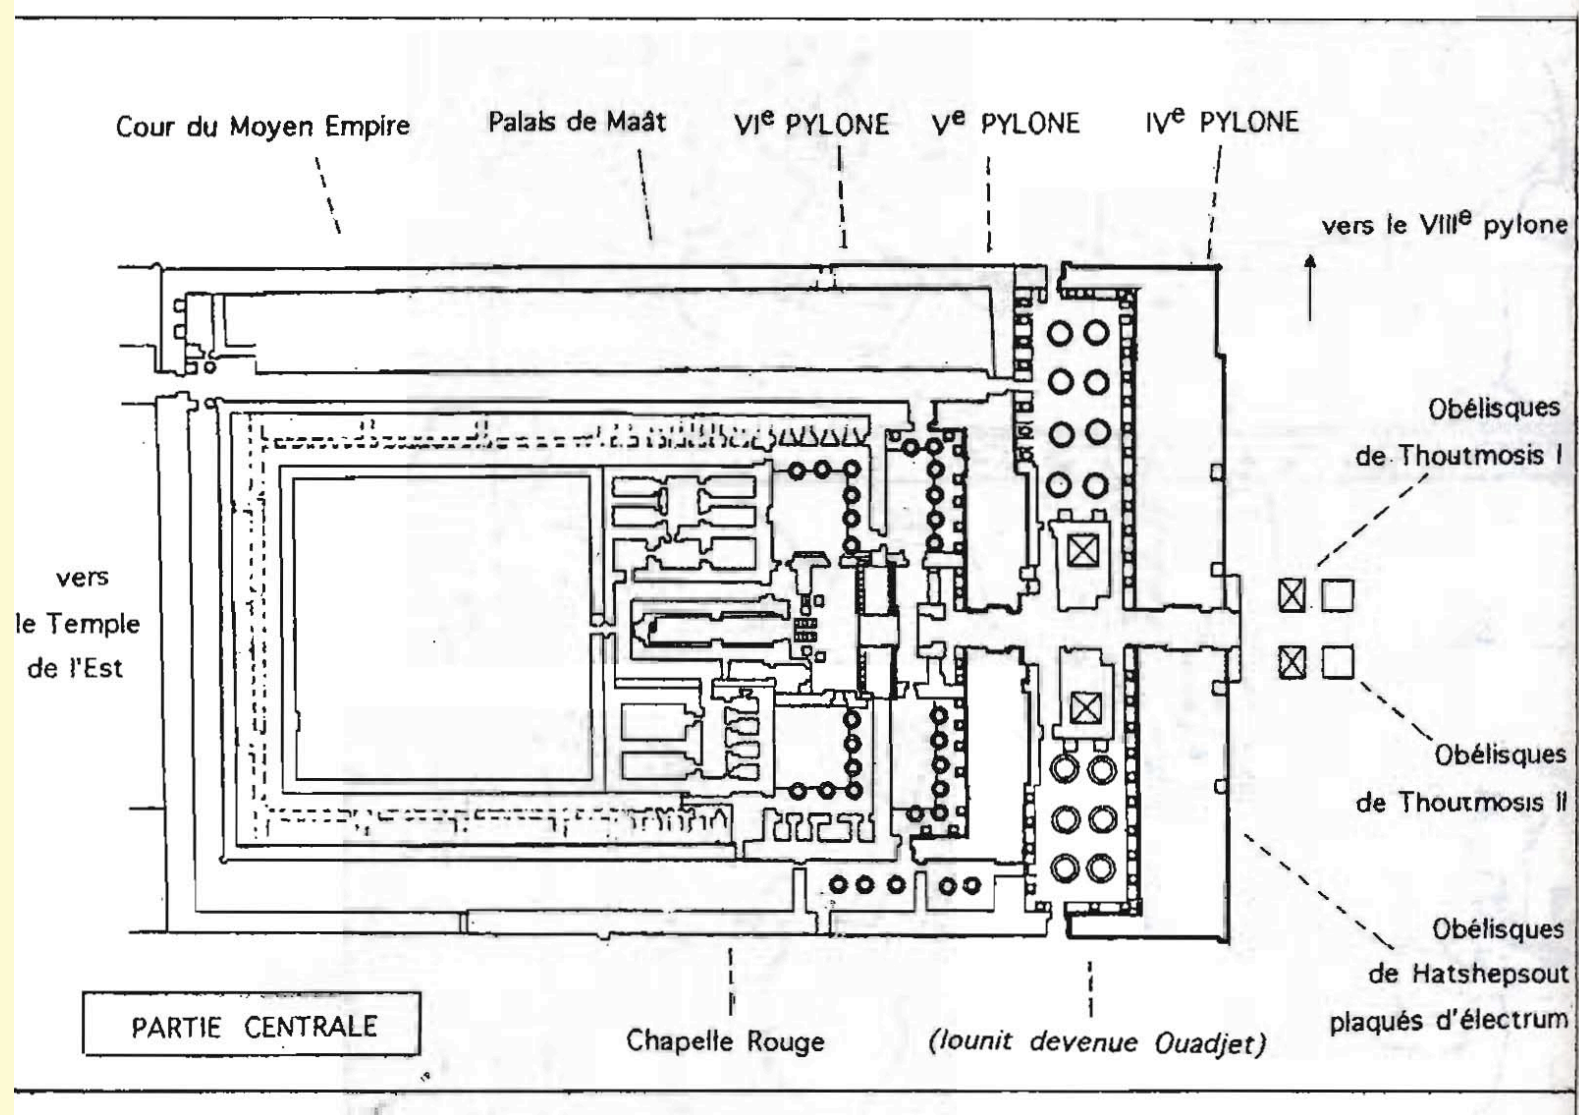 Cour du Moyen Empire
Palais de Maât
VIe PYLONE
Ve PYLONE
IVe PYLONE
vers le VIIIe pylone
Obélisques
de Thoutmosis I
vers
le Temple
de l'Est
Obélisques
de Thoutmosis II
Obélisques
de Hatshepsout
plaqués d'électrum
PARTIE CENTRALE
Chapelle Rouge
(Iounit devenue Ouadjet)